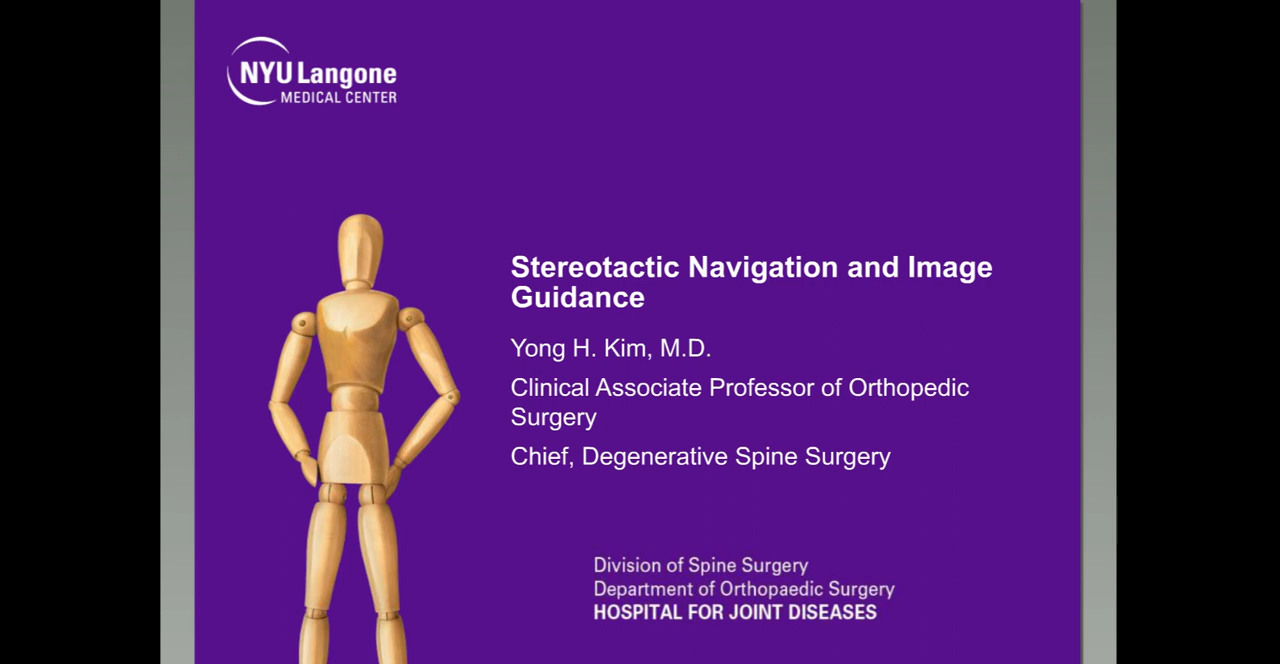 NYU Langone
MEDICAL CENTER
Stereotactic Navigation and Image
Guidance
Yong H. Kim, M.D.
Clinical Associate Professor of Orthopedic
Surgery
Chief, Degenerative Spine Surgery
Division of Spine Surgery
Department of Orthopaedic Surgery
HOSPITAL FOR JOINT DISEASES